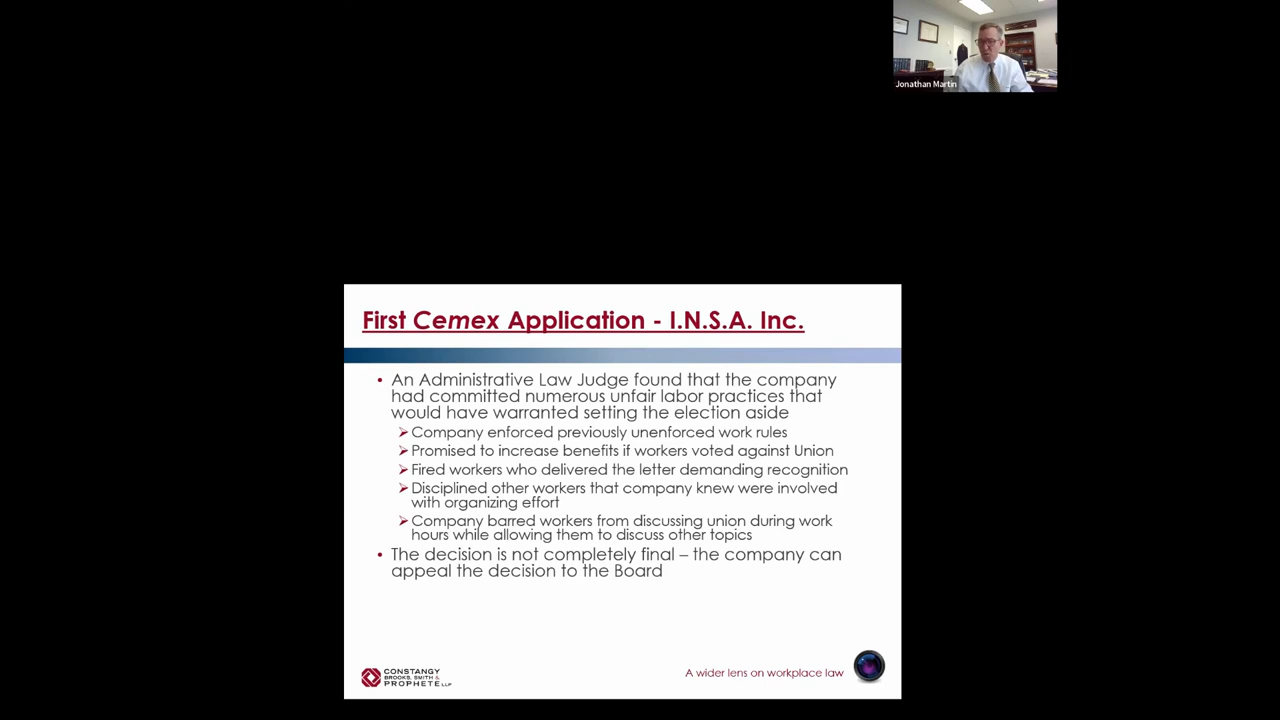 Jonathan Martin
First Cemex Application - I.N.S.A. Inc.
• An Administrative Law Judge found that the company
had committed numerous unfair labor practices that
would have warranted setting the election aside
➢Company enforced previously unenforced work rules
➢Promised to increase benefits if workers voted against Union
➢Fired workers who delivered the letter demanding recognition
➢Disciplined other workers that company knew were involved
with organizing effort
➢Company barred workers from discussing union during work
hours while allowing them to discuss other topics
• The decision is not completely final – the company can
appeal the decision to the Board
CONSTANGY
BROOKS, SMITH &
PROPHETE LLP
A wider lens on workplace law